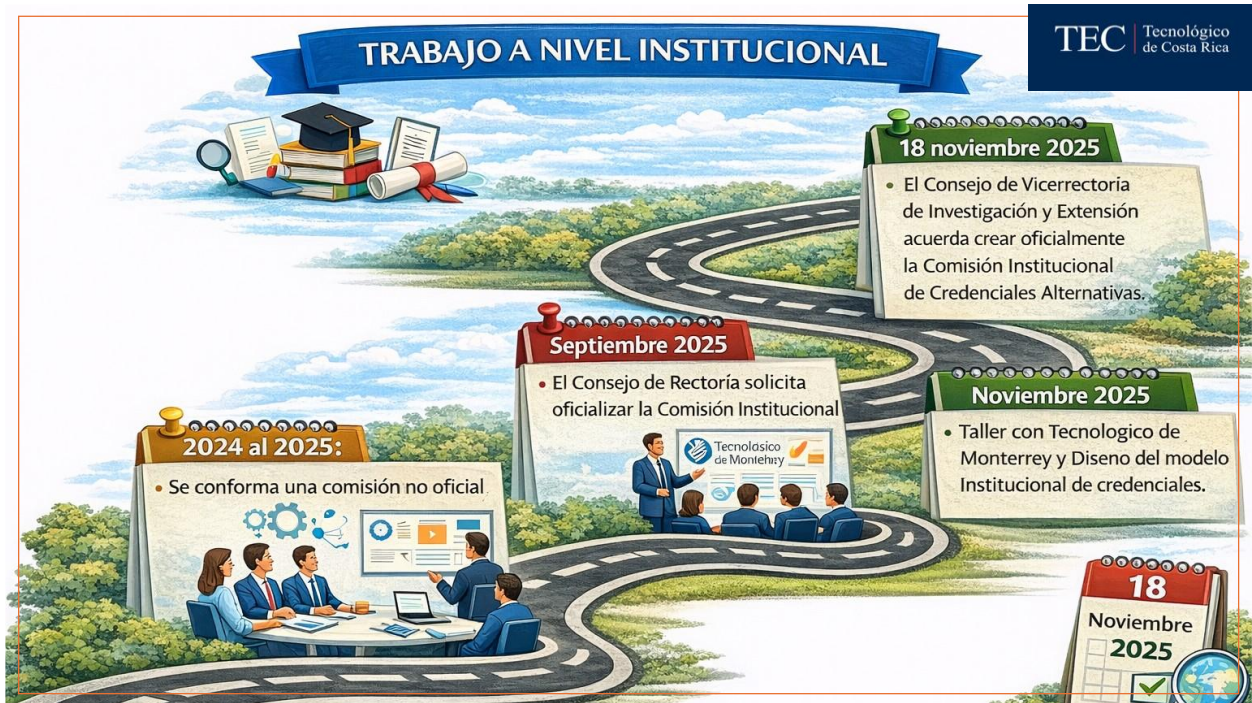 TRABAJO A NIVEL INSTITUCIONAL
TEC | Tecnológico
de Costa Rica
18 noviembre 2025
• El Consejo de Vicerrectoría
de Investigación y Extensión
acuerda crear oficialmente
la Comisión Institucional
de Credenciales Alternativas.
Septiembre 2025
• El Consejo de Rectoría solicita
oficializar la Comisión Institucional
Noviembre 2025
• Taller con Tecnologico de
Monterrey y Diseno del modelo
Institucional de credenciales.
2024 al 2025:
• Se conforma una comisión no oficial
18
Noviembre
2025